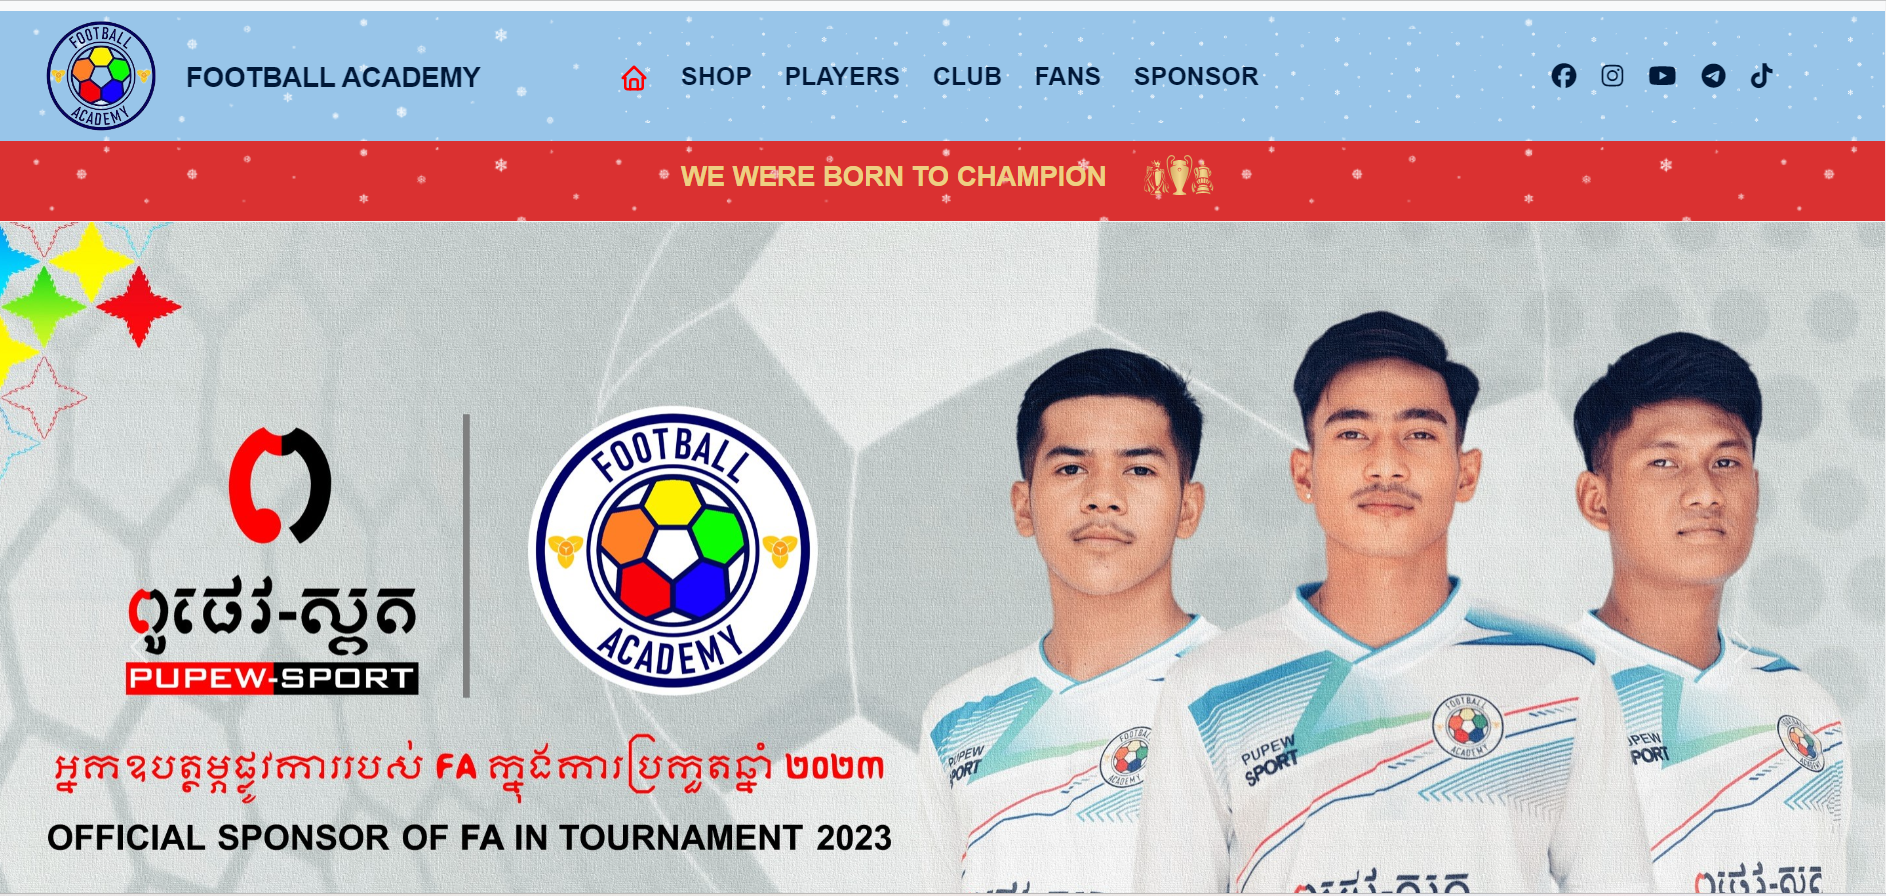 FOOTBALL ACADEMY
FOOTBALL ACADEMY
SHOP PLAYERS CLUB FANS SPONSOR
WE WERE BORN TO CHAMPION
FOOTBALL ACADEMY
ពូផេវ-ស្ពត
PUPEW-SPORT
អ្នកឧបត្ថម្ភផ្លូវការរបស់ FA ក្នុងការប្រកួតឆ្នាំ ២០២៣
OFFICIAL SPONSOR OF FA IN TOURNAMENT 2023
PUPEW SPORT
FOOTBALL ACADEMY
PUPEW SPORT
FOOTBALL ACADEMY
PEW PORT
FOOTBALL ACADEMY